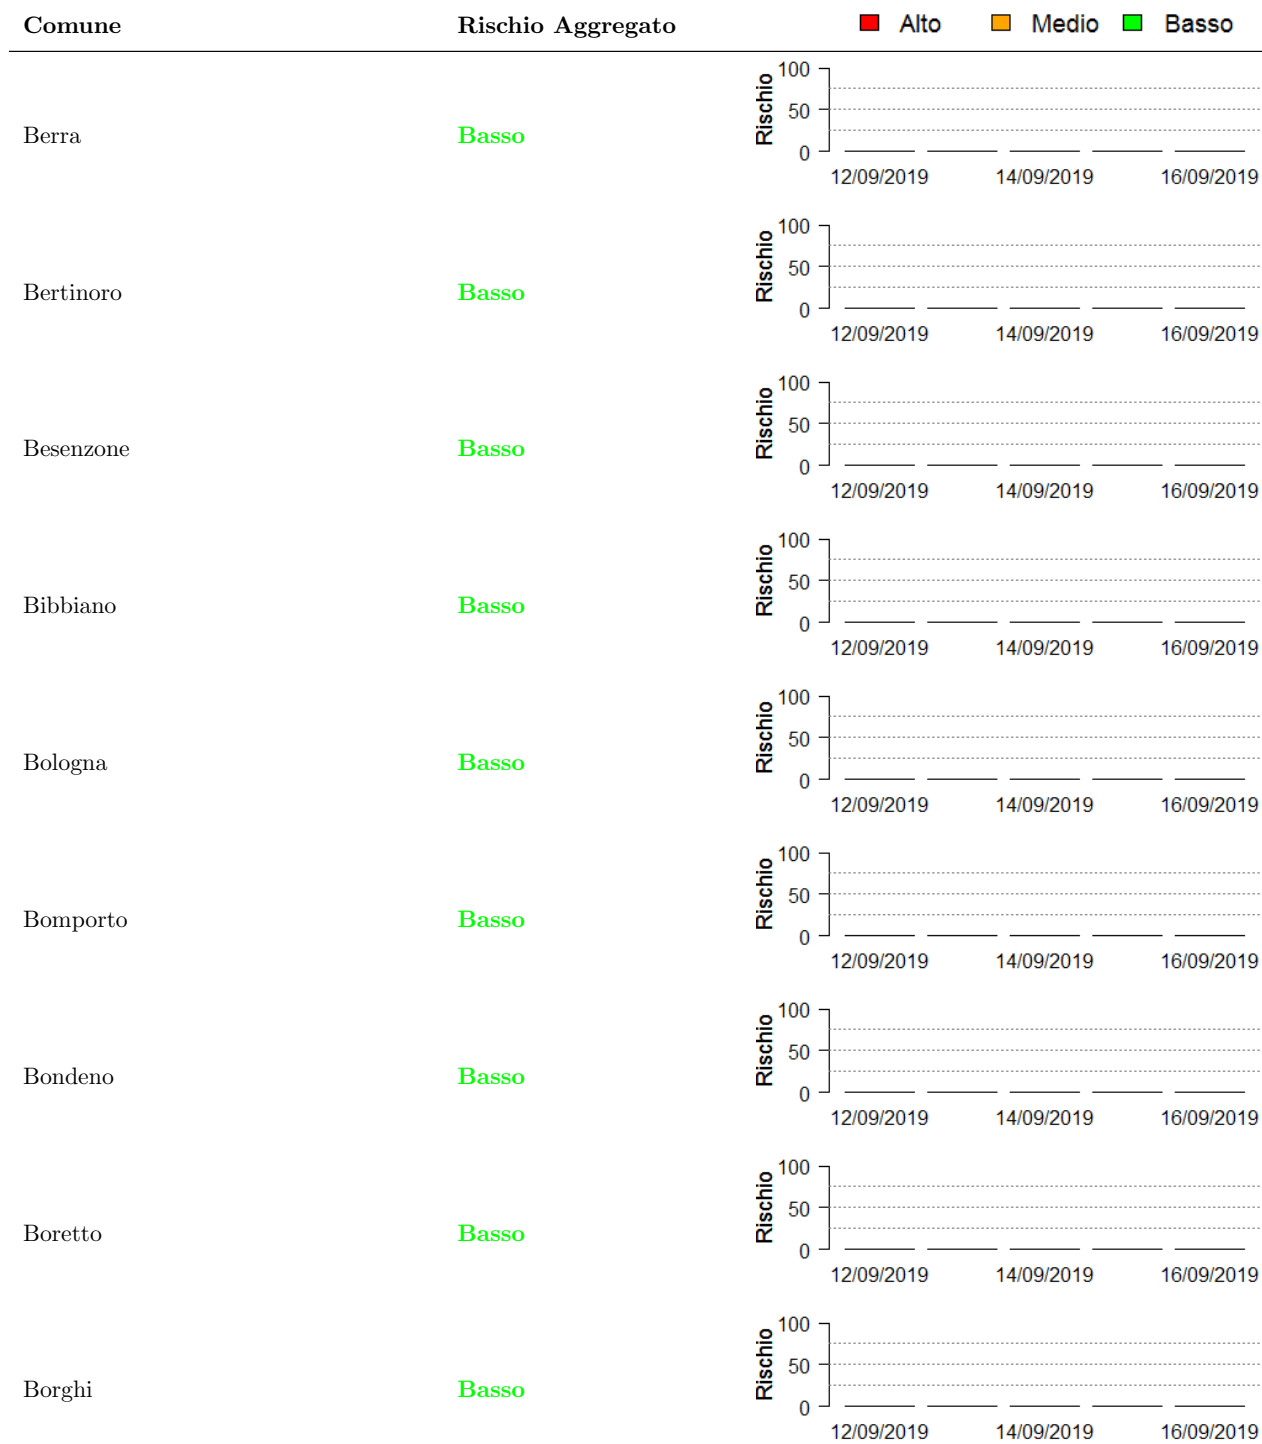 Comune Rischio Aggregato Alto Medio Basso
Berra Basso
Rischio
100
50
0
12/09/2019 14/09/2019 16/09/2019
Bertinoro Basso
Rischio
100
50
0
12/09/2019 14/09/2019 16/09/2019
Besenzone Basso
Rischio
100
50
0
12/09/2019 14/09/2019 16/09/2019
Bibbiano Basso
Rischio
100
50
0
12/09/2019 14/09/2019 16/09/2019
Bologna Basso
Rischio
100
50
0
12/09/2019 14/09/2019 16/09/2019
Bomporto Basso
Rischio
100
50
0
12/09/2019 14/09/2019 16/09/2019
Bondeno Basso
Rischio
100
50
0
12/09/2019 14/09/2019 16/09/2019
Boretto Basso
Rischio
100
50
0
12/09/2019 14/09/2019 16/09/2019
Borghi Basso
Rischio
100
50
0
12/09/2019 14/09/2019 16/09/2019